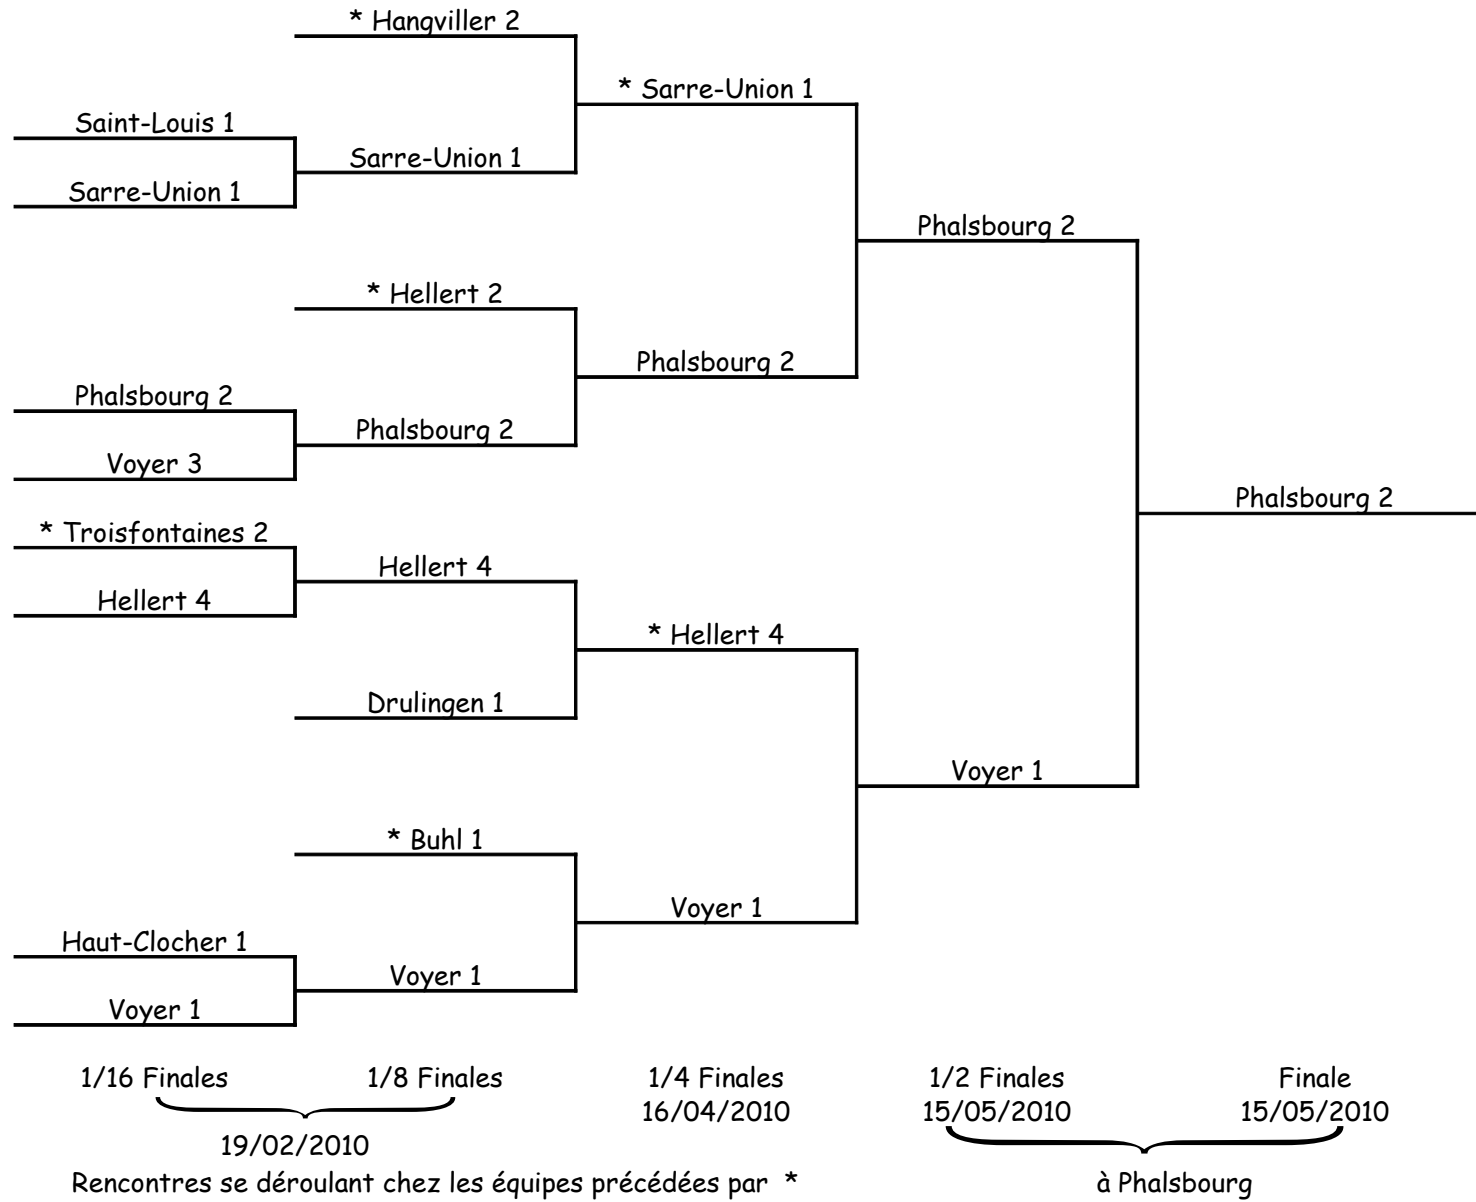 * Hangviller 2
* Sarre-Union 1
Saint-Louis 1
Sarre-Union 1
Sarre-Union 1
Phalsbourg 2
* Hellert 2
Phalsbourg 2
Phalsbourg 2
Phalsbourg 2
Voyer 3
Phalsbourg 2
* Troisfontaines 2
Hellert 4
Hellert 4
* Hellert 4
Drulingen 1
Voyer 1
* Buhl 1
Voyer 1
Haut-Clocher 1
Voyer 1
Voyer 1
1/16 Finales 1/8 Finales 1/4 Finales 1/2 Finales Finale
16/04/2010 15/05/2010 15/05/2010
19/02/2010
Rencontres se déroulant chez les équipes précédées par * à Phalsbourg